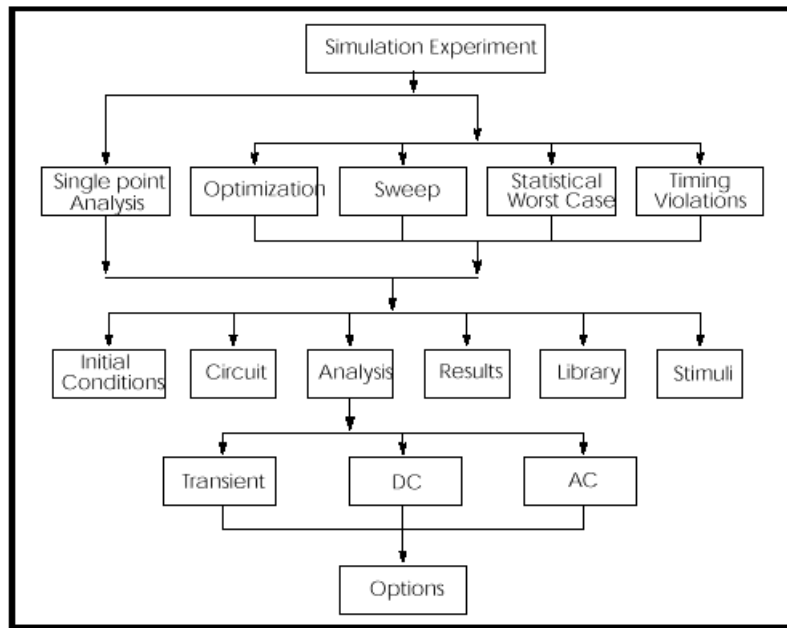 Simulation Experiment
Single point
Analysis
Optimization
Sweep
Statistical
Worst Case
Timing
Violations
Initial
Conditions
Circuit
Analysis
Results
Library
Stimuli
Transient
DC
AC
Options